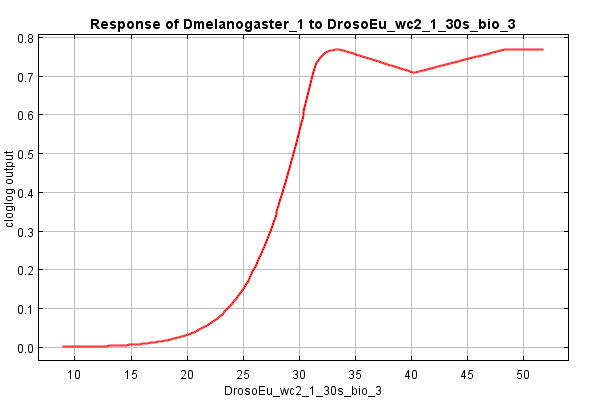 Response of Dmelanogaster_1 to DrosoEu_wc2_1_30s_bio_3
0.8
0.7
0.6
0.5
0.4
0.3
0.2
0.1
0.0
cloglog output
10 15 20 25 30 35 40 45 50
DrosoEu_wc2_1_30s_bio_3